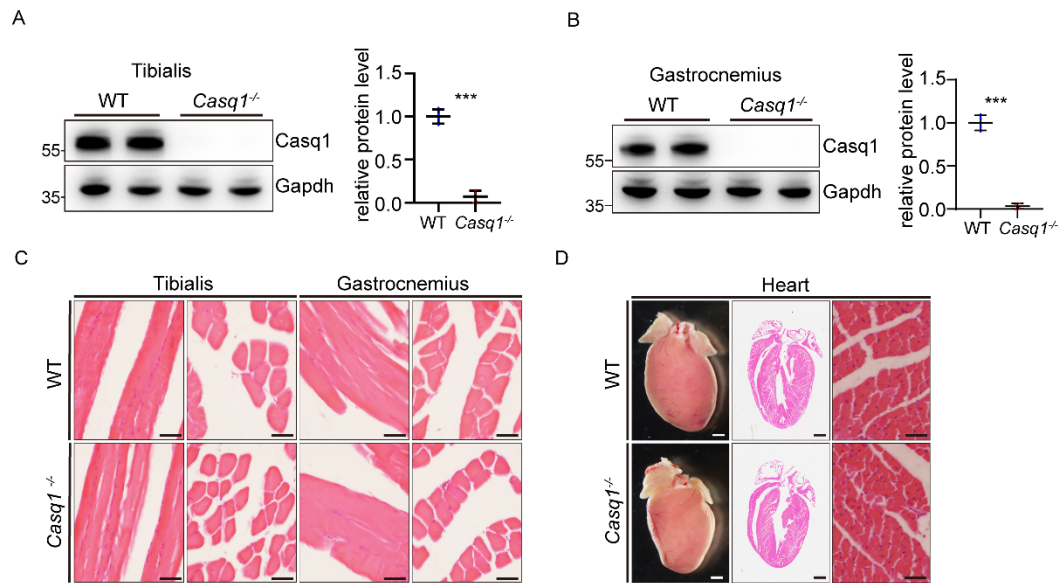 A
Tibialis
WT
Casq1-/-
55
Casq1
35
Gapdh
relative protein level
1.5
1.0
0.5
0.0
***
WT
Casq1-/-
B
Gastrocnemius
WT
Casq1-/-
55
Casq1
35
Gapdh
relative protein level
1.5
1.0
0.5
0.0
***
WT
Casq1-/-
C
Tibialis
Gastrocnemius
WT
Casq1 -/-
D
Heart
WT
Casq1 -/-